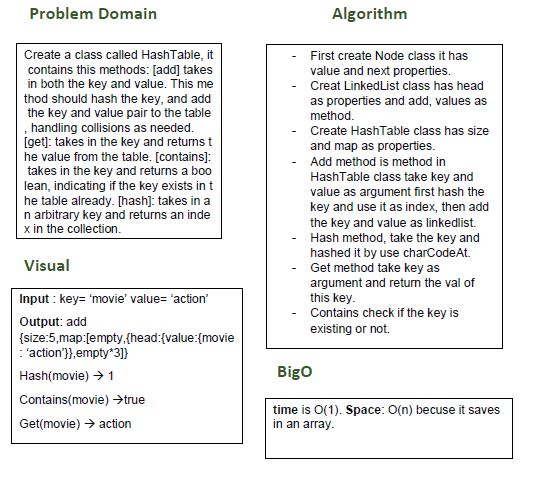 Problem Domain
Create a class called HashTable, it
contains this methods: [add] takes
in both the key and value. This me
thod should hash the key, and add
the key and value pair to the table
, handling collisions as needed.
[get]: takes in the key and returns t
he value from the table. [contains]:
takes in the key and returns a boo
lean, indicating if the key exists in t
he table already. [hash]: takes in a
n arbitrary key and returns an inde
x in the collection.
Visual
Input : key= ‘movie’ value= ‘action’
Output: add
{size:5,map:[empty,{head:{value:{movie
: ‘action’}},empty*3]}
Hash(movie) → 1
Contains(movie) →true
Get(movie) → action
Algorithm
- First create Node class it has
value and next properties.
- Creat LinkedList class has head
as properties and add, values as
method.
- Create HashTable class has size
and map as properties.
- Add method is method in
HashTable class take key and
value as argument first hash the
key and use it as index, then add
the key and value as linkedlist.
- Hash method, take the key and
hashed it by use charCodeAt.
- Get method take key as
argument and return the val of
this key.
- Contains check if the key is
existing or not.
BigO
time is O(1). Space: O(n) becuse it saves
in an array.